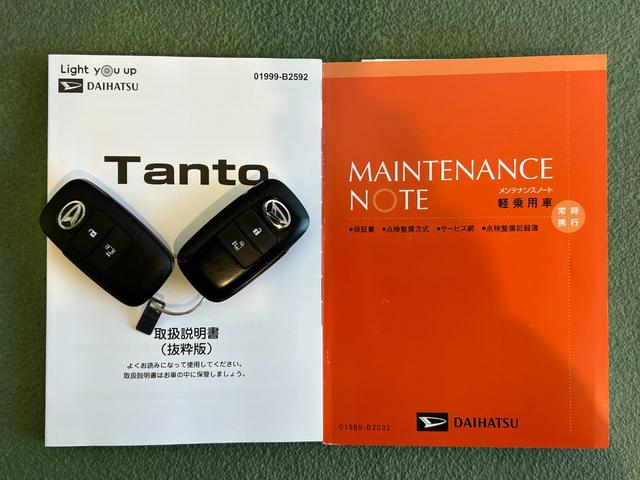 Light you up
DAIHATSU
01999-B2592
Tanto
取扱説明書
（抜粋版）
よくお読みになって使用してください。
取扱説明書はお車の中に保管しましょう。
MAINTENANCE
NOTE
メンテナンスノート
軽乗用車
常時
携行
●保証書 ●点検整備方式 ●サービス網 ●点検整備記録簿
01989-B2032
DAIHATSU